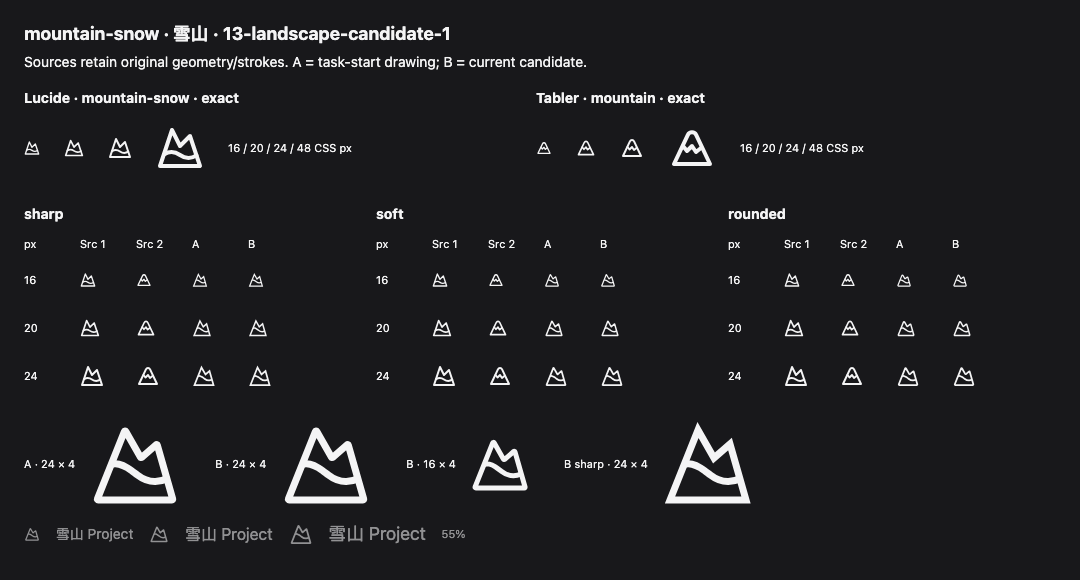 mountain-snow · 雪山 · 13-landscape-candidate-1
Sources retain original geometry/strokes. A = task-start drawing; B = current candidate.
Lucide · mountain-snow · exact
Tabler · mountain · exact
16 / 20 / 24 / 48 CSS px
16 / 20 / 24 / 48 CSS px
sharp
soft
rounded
px Src 1 Src 2 A B
px Src 1 Src 2 A B
px Src 1 Src 2 A B
16
16
16
20
20
20
24
24
24
A · 24 × 4
B · 24 × 4
B · 16 × 4
B sharp · 24 × 4
雪山 Project
雪山 Project
雪山 Project
55%